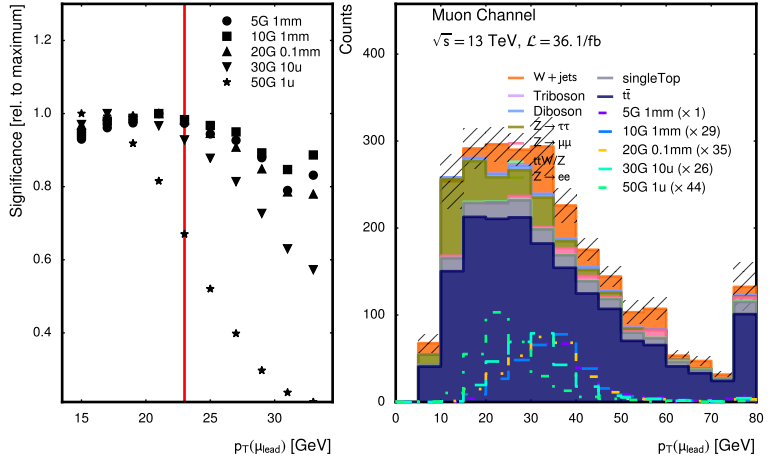 Significance [rel. to maximum]
1.2
1.0
0.8
0.6
0.4
15
20
25
30
p_T(μ_lead) [GeV]
5G 1mm
10G 1mm
20G 0.1mm
30G 10u
50G 1u
Counts
400
300
200
100
0
0
10
20
30
40
50
60
70
80
p_T(μ_lead) [GeV]
Muon Channel
√s = 13 TeV, ℒ = 36.1/fb
W + jets
Triboson
Diboson
Z → ττ
Z → μμ
tt̄W/Z
Z → ee
singleTop
tt̄
5G 1mm (× 1)
10G 1mm (× 29)
20G 0.1mm (× 35)
30G 10u (× 26)
50G 1u (× 44)